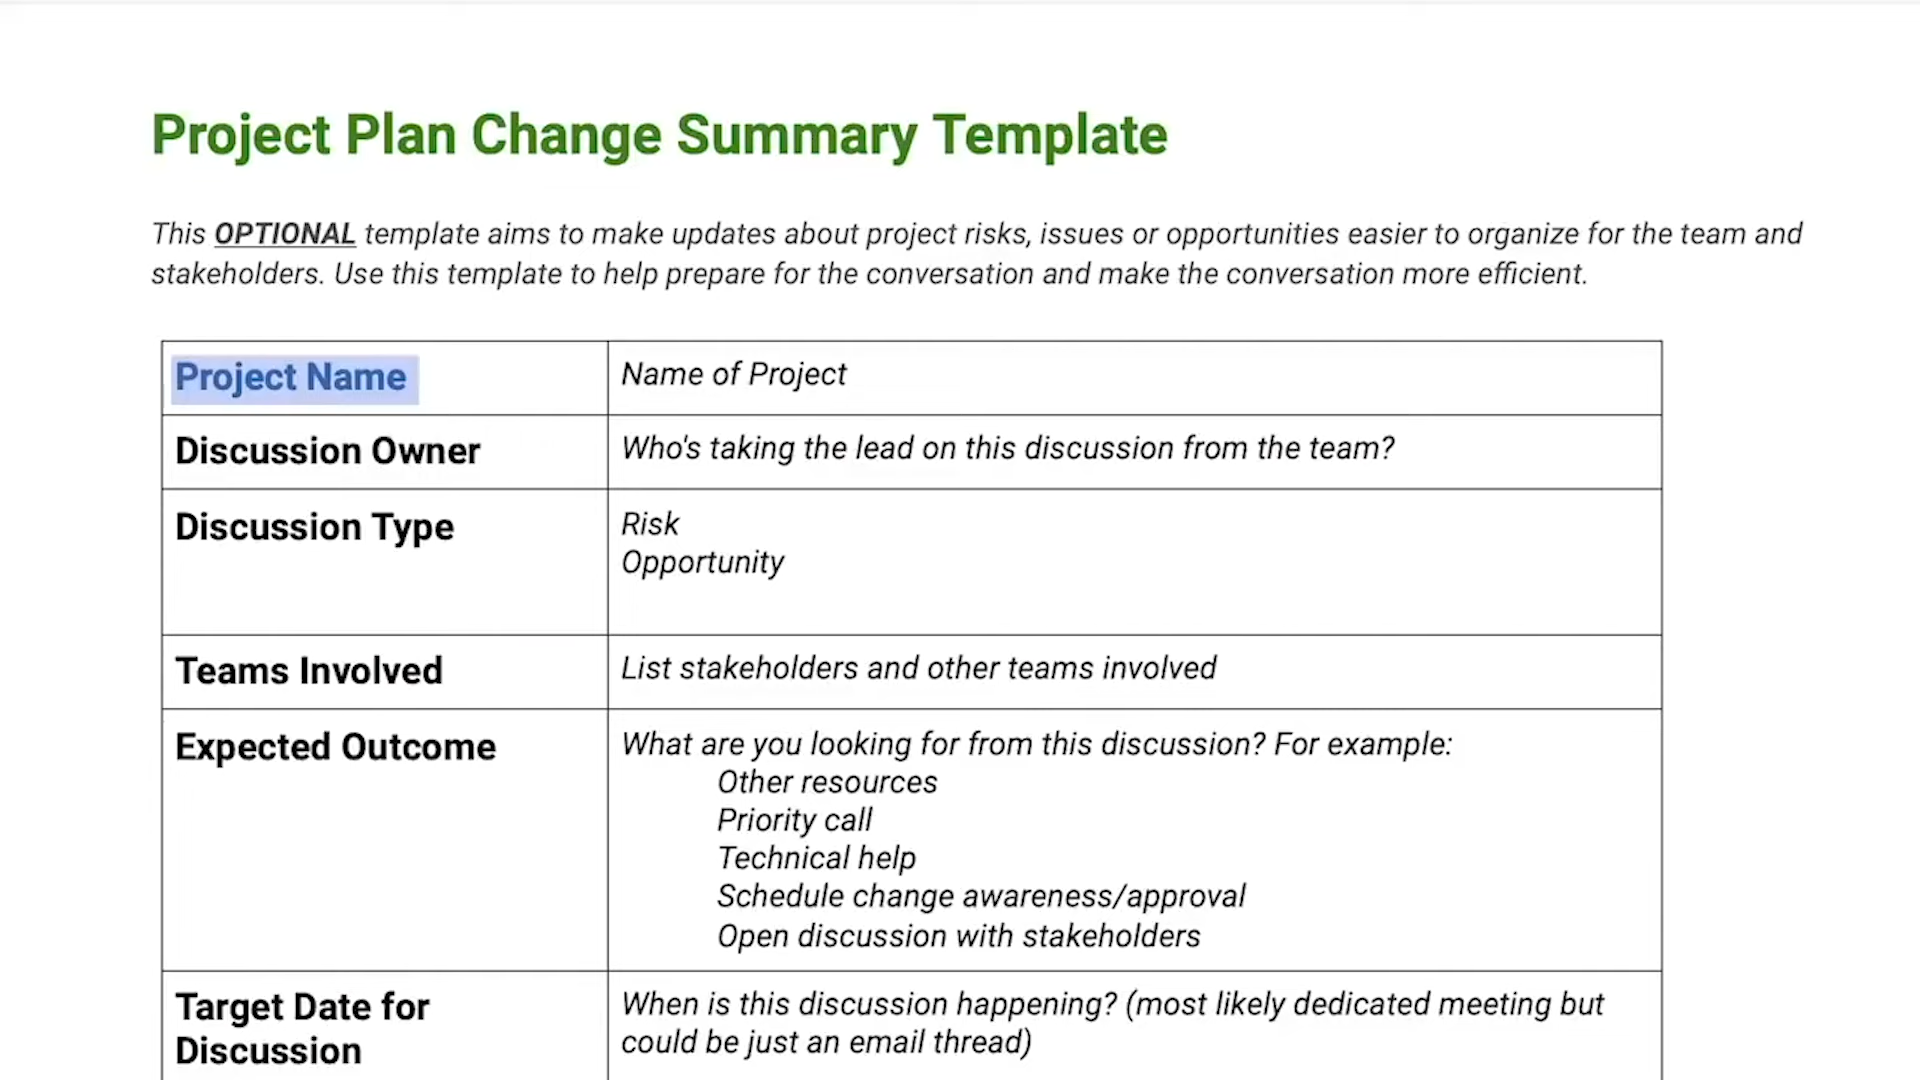 Project Plan Change Summary Template
This OPTIONAL template aims to make updates about project risks, issues or opportunities easier to organize for the team and
stakeholders. Use this template to help prepare for the conversation and make the conversation more efficient.
Project Name
Name of Project
Discussion Owner
Who's taking the lead on this discussion from the team?
Discussion Type
Risk
Opportunity
Teams Involved
List stakeholders and other teams involved
Expected Outcome
What are you looking for from this discussion? For example:
Other resources
Priority call
Technical help
Schedule change awareness/approval
Open discussion with stakeholders
Target Date for
Discussion
When is this discussion happening? (most likely dedicated meeting but
could be just an email thread)